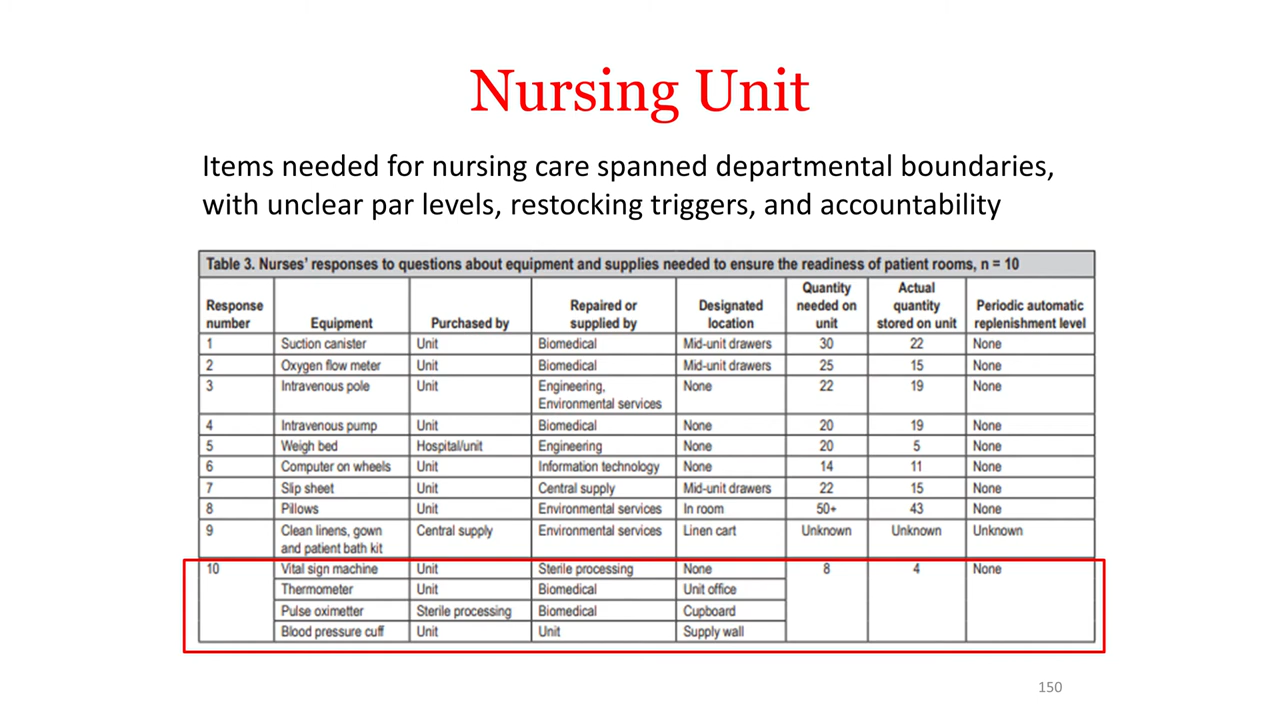 Nursing Unit
Items needed for nursing care spanned departmental boundaries,
with unclear par levels, restocking triggers, and accountability
Table 3. Nurses' responses to questions about equipment and supplies needed to ensure the readiness of patient rooms, n = 10
Response number Equipment Purchased by Repaired or supplied by Designated location Quantity needed on unit Actual quantity stored on unit Periodic automatic replenishment level
1 Suction canister Unit Biomedical Mid-unit drawers 30 22 None
2 Oxygen flow meter Unit Biomedical Mid-unit drawers 25 15 None
3 Intravenous pole Unit Engineering, Environmental services None 22 19 None
4 Intravenous pump Unit Biomedical None 20 19 None
5 Weigh bed Hospital/unit Engineering None 20 5 None
6 Computer on wheels Unit Information technology None 14 11 None
7 Slip sheet Unit Central supply Mid-unit drawers 22 15 None
8 Pillows Unit Environmental services In room 50+ 43 None
9 Clean linens, gown and patient bath kit Central supply Environmental services Linen cart Unknown Unknown Unknown
10 Vital sign machine Unit Sterile processing None 8 4 None
Thermometer Unit Biomedical Unit office
Pulse oximetter Sterile processing Biomedical Cupboard
Blood pressure cuff Unit Unit Supply wall
150